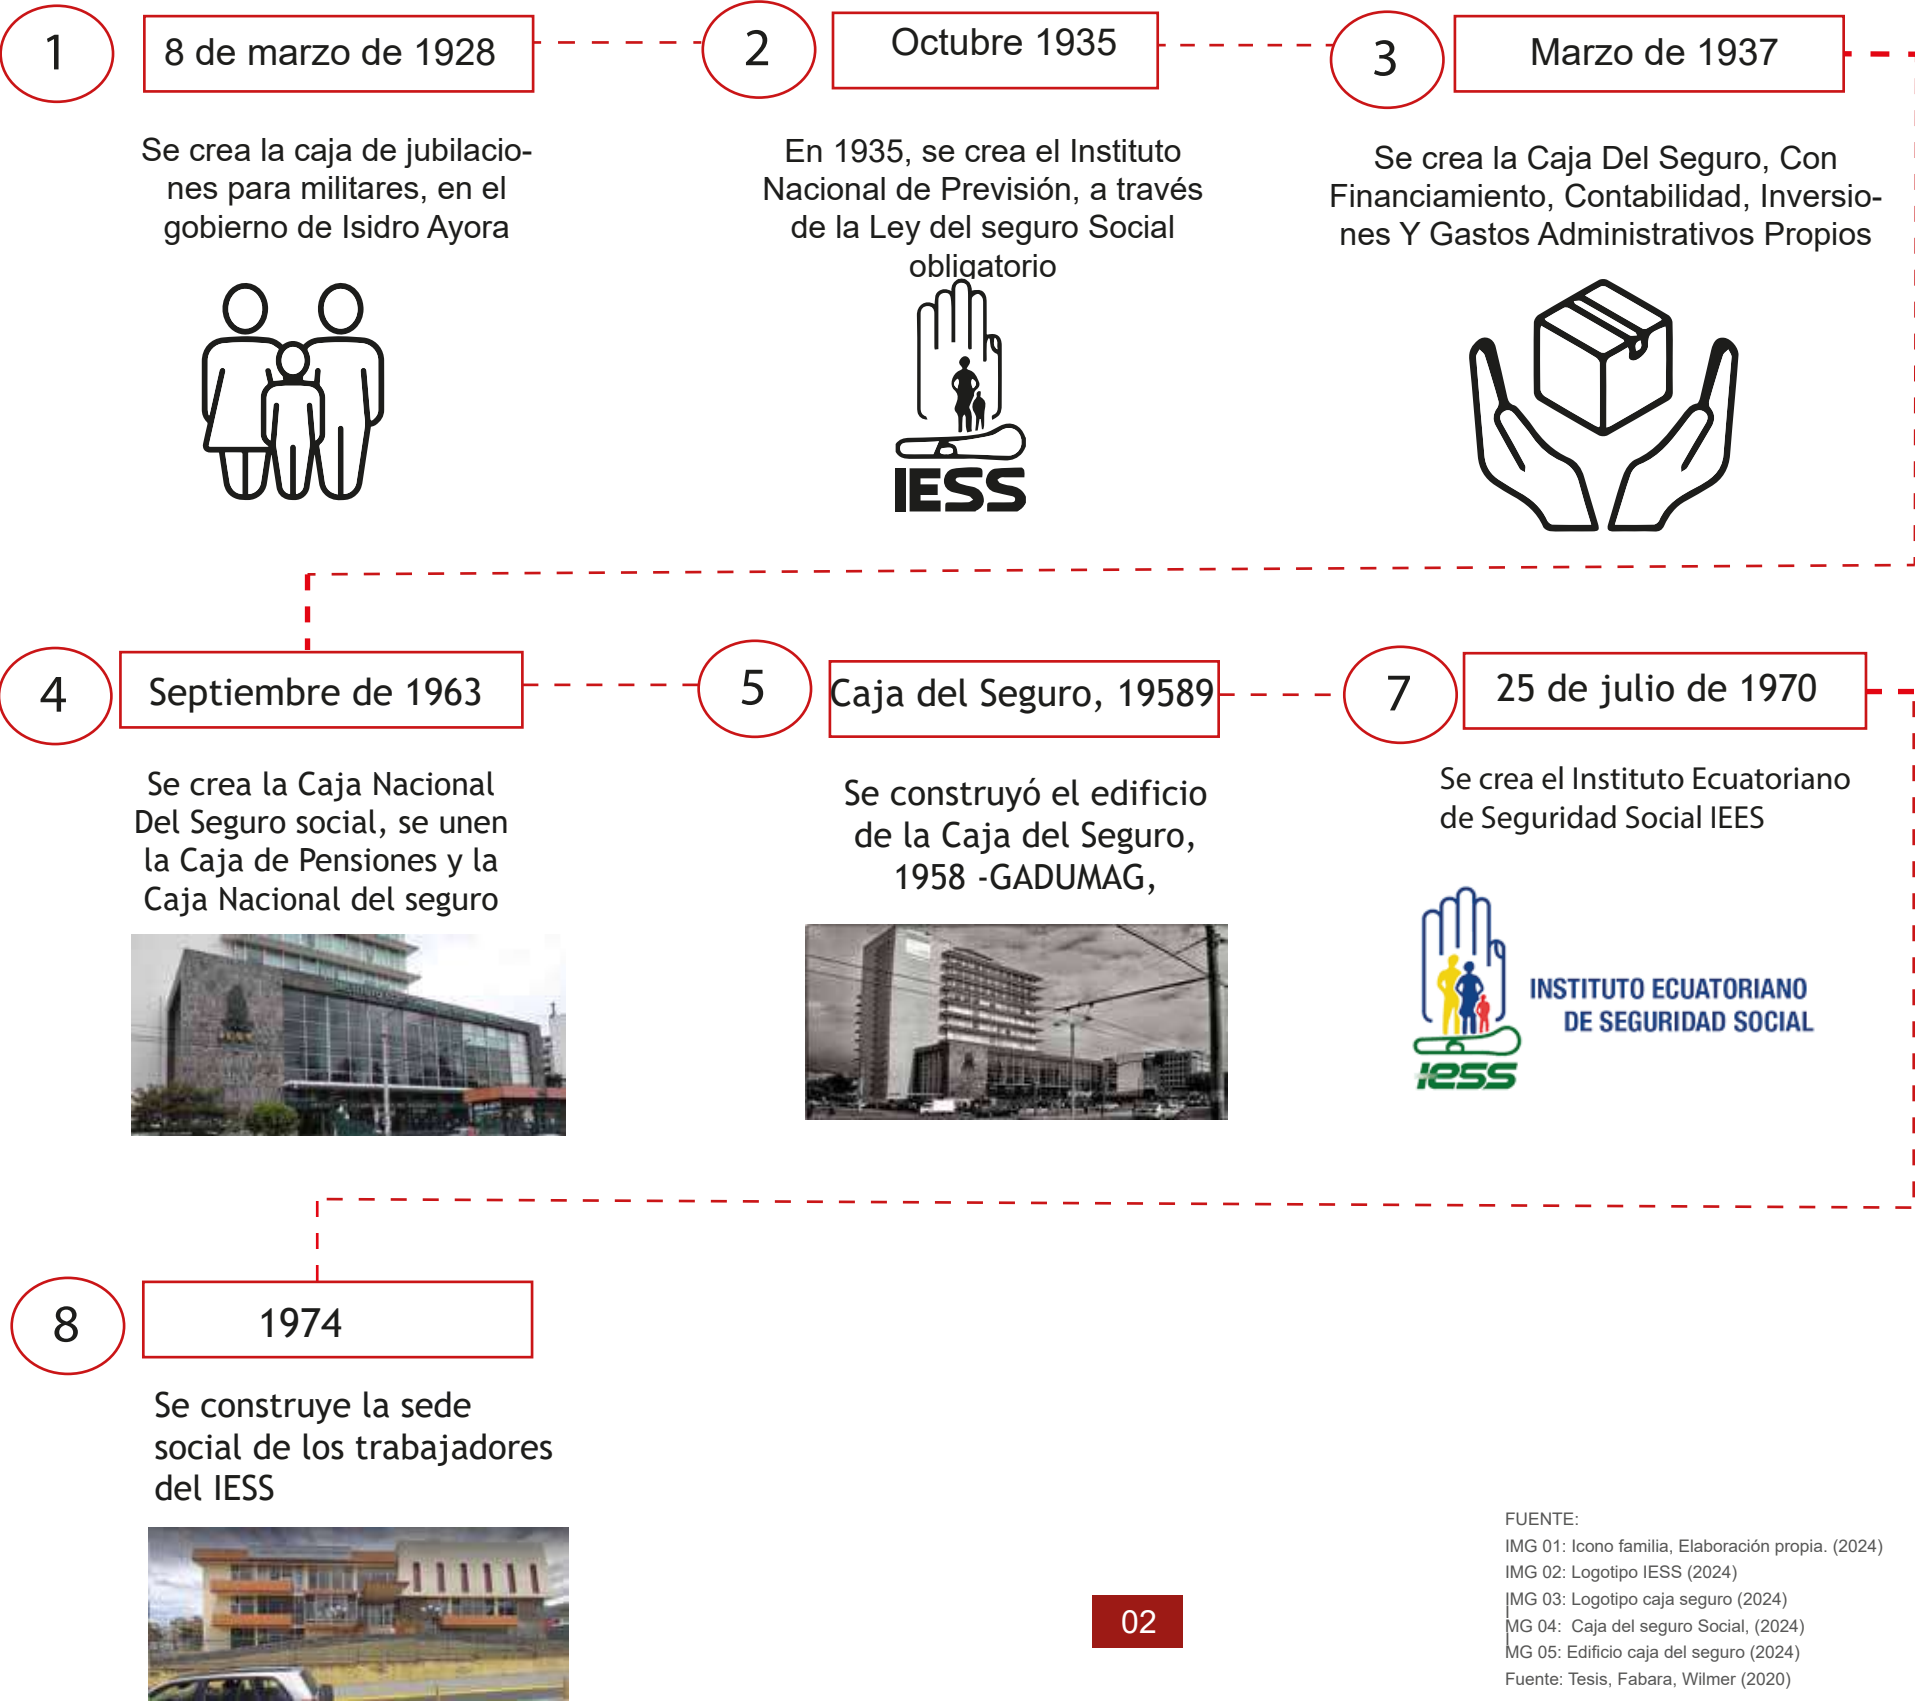 1
8 de marzo de 1928
Se crea la caja de jubilacio-
nes para militares, en el
gobierno de Isidro Ayora
2
Octubre 1935
En 1935, se crea el Instituto
Nacional de Previsión, a través
de la Ley del seguro Social
obligatorio
IESS
3
Marzo de 1937
Se crea la Caja Del Seguro, Con
Financiamiento, Contabilidad, Inversio-
nes Y Gastos Administrativos Propios
4
Septiembre de 1963
Se crea la Caja Nacional
Del Seguro social, se unen
la Caja de Pensiones y la
Caja Nacional del seguro
5
Caja del Seguro, 19589
Se construyó el edificio
de la Caja del Seguro,
1958 -GADUMAG,
7
25 de julio de 1970
Se crea el Instituto Ecuatoriano
de Seguridad Social IEES
INSTITUTO ECUATORIANO
DE SEGURIDAD SOCIAL
IESS
8
1974
Se construye la sede
social de los trabajadores
del IESS
02
FUENTE:
IMG 01: Icono familia, Elaboración propia. (2024)
IMG 02: Logotipo IESS (2024)
IMG 03: Logotipo caja seguro (2024)
IMG 04: Caja del seguro Social, (2024)
IMG 05: Edificio caja del seguro (2024)
Fuente: Tesis, Fabara, Wilmer (2020)